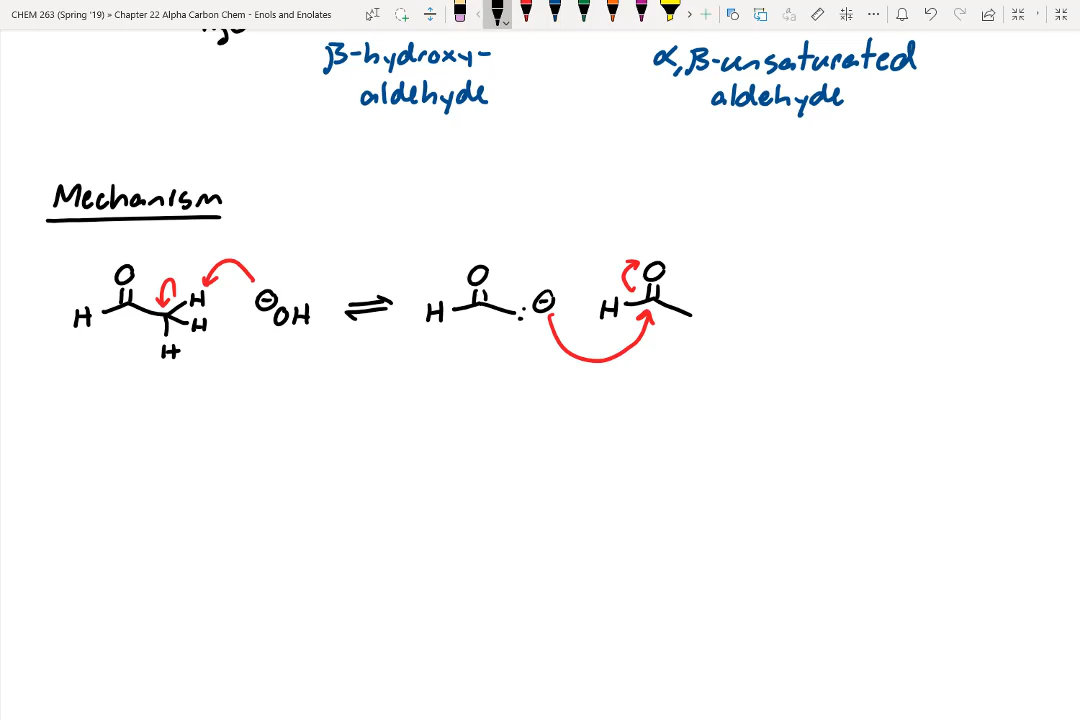 CHEM 263 (Spring '19) » Chapter 22 Alpha Carbon Chem - Enols and Enolates
β-hydroxy-
aldehyde
α,β-unsaturated
aldehyde
Mechanism
O
H
H
H
H
⊖
OH
⇌
O
H
:
⊖
O
H